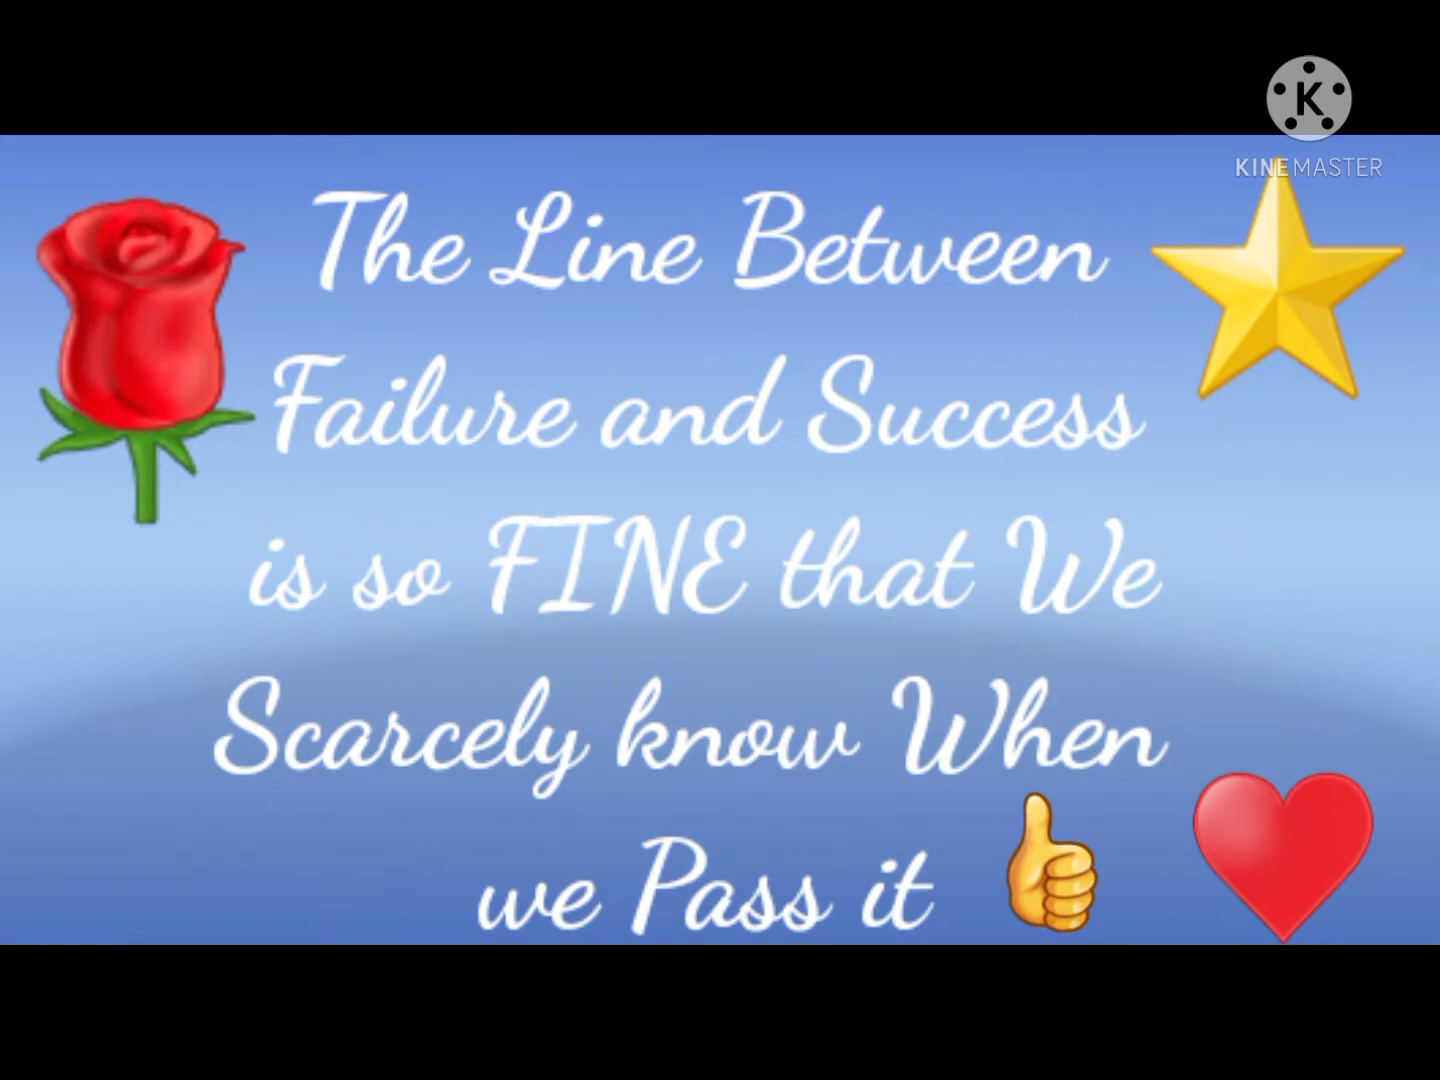 K
KINEMASTER
The Line Between
Failure and Success
is so FINE that We
Scarcely know When
we Pass it